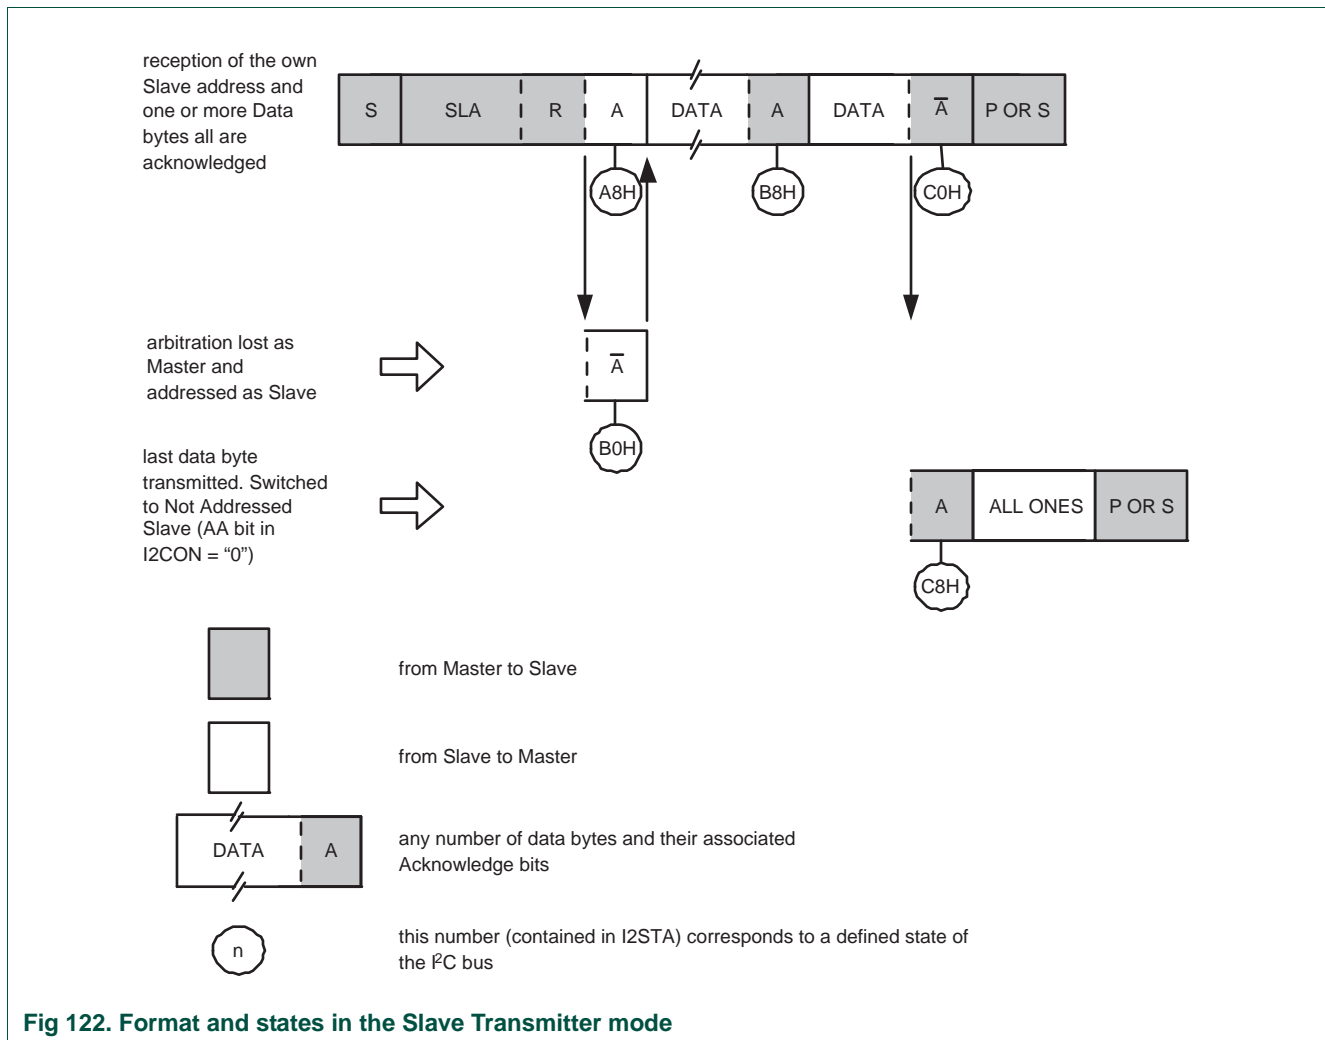 reception of the own
Slave address and
one or more Data
bytes all are
acknowledged
S SLA R A DATA A DATA A̅ P OR S
A8H B8H C0H
arbitration lost as
Master and
addressed as Slave
A̅
B0H
last data byte
transmitted. Switched
to Not Addressed
Slave (AA bit in
I2CON = “0”)
A ALL ONES P OR S
C8H
from Master to Slave
from Slave to Master
DATA A
any number of data bytes and their associated
Acknowledge bits
n
this number (contained in I2STA) corresponds to a defined state of
the I²C bus
Fig 122. Format and states in the Slave Transmitter mode